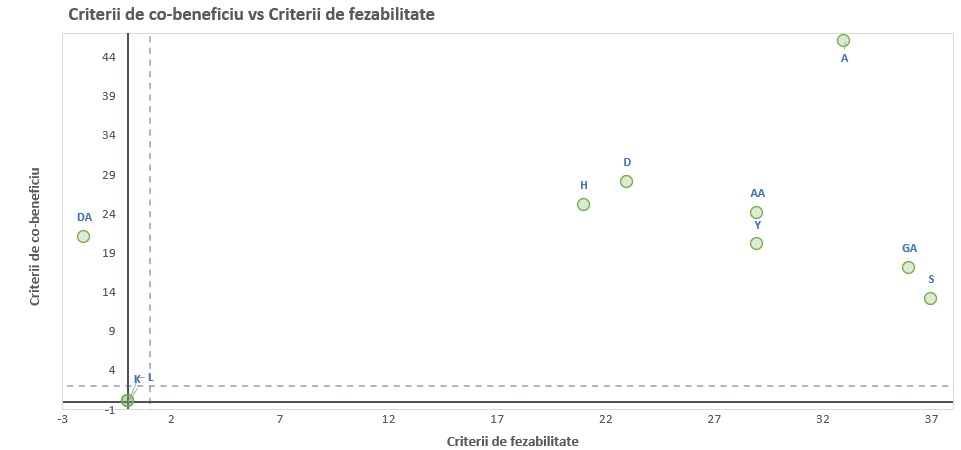 Criterii de co-beneficiu vs Criterii de fezabilitate
44
A
39
34
29
D
H
AA
DA
24
Y
19
GA
S
14
9
4
K L
-1
-3 2 7 12 17 22 27 32 37
Criterii de co-beneficiu
Criterii de fezabilitate